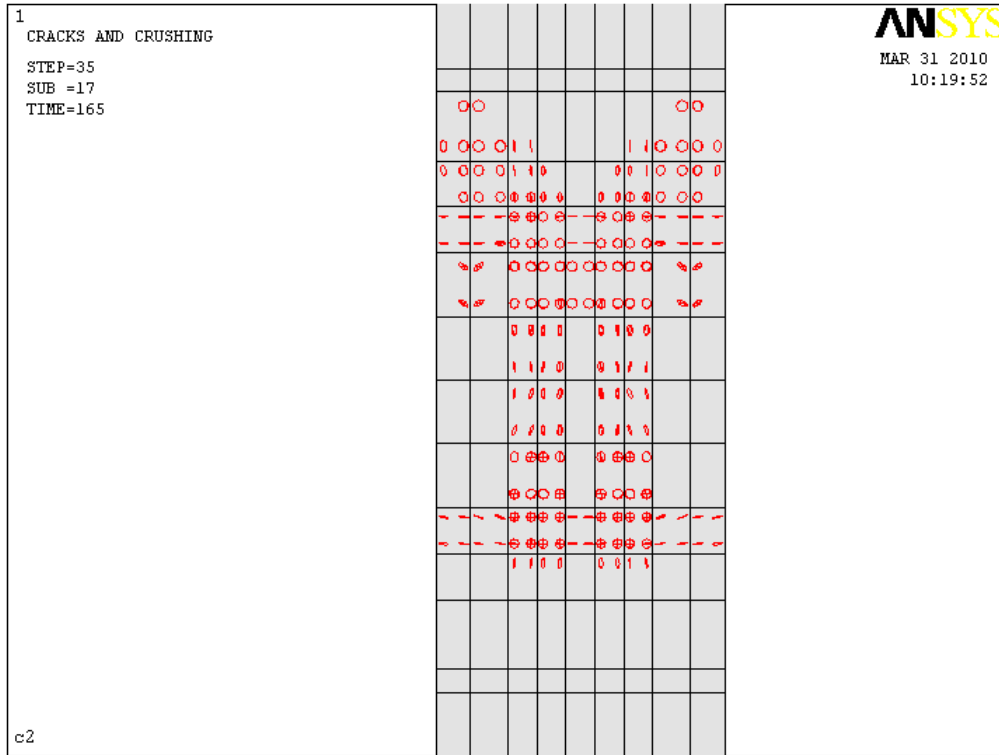 1
CRACKS AND CRUSHING
STEP=35
SUB =17
TIME=165
ANSYS
MAR 31 2010
10:19:52
c2